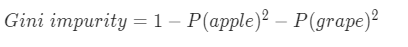 Gini impurity = 1 − P(apple)² − P(grape)²